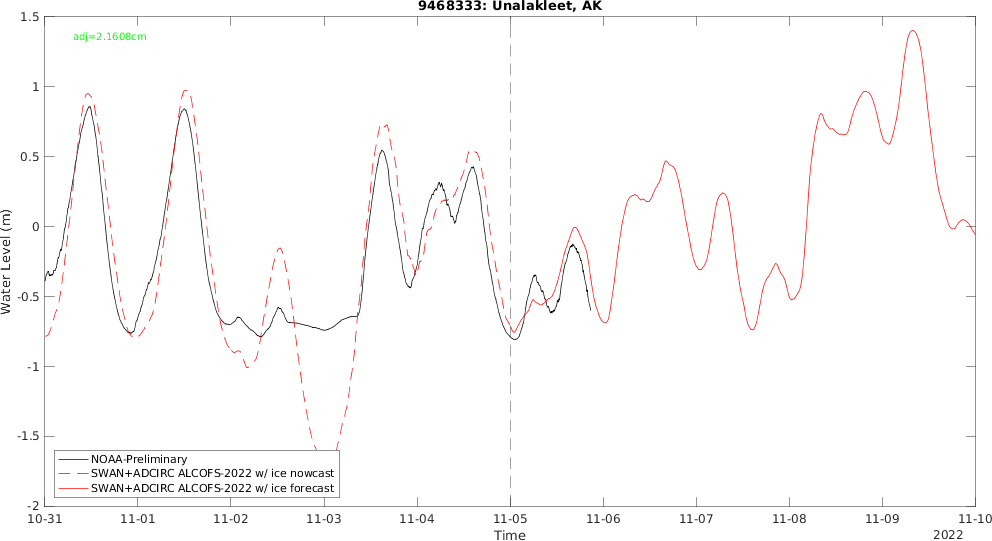 9468333: Unalakleet, AK
adj=2.1608cm
Water Level (m)
1.5
1
0.5
0
-0.5
-1
-1.5
-2
NOAA-Preliminary
SWAN+ADCIRC ALCOFS-2022 w/ ice nowcast
SWAN+ADCIRC ALCOFS-2022 w/ ice forecast
10-31 11-01 11-02 11-03 11-04 11-05 11-06 11-07 11-08 11-09 11-10
Time
2022